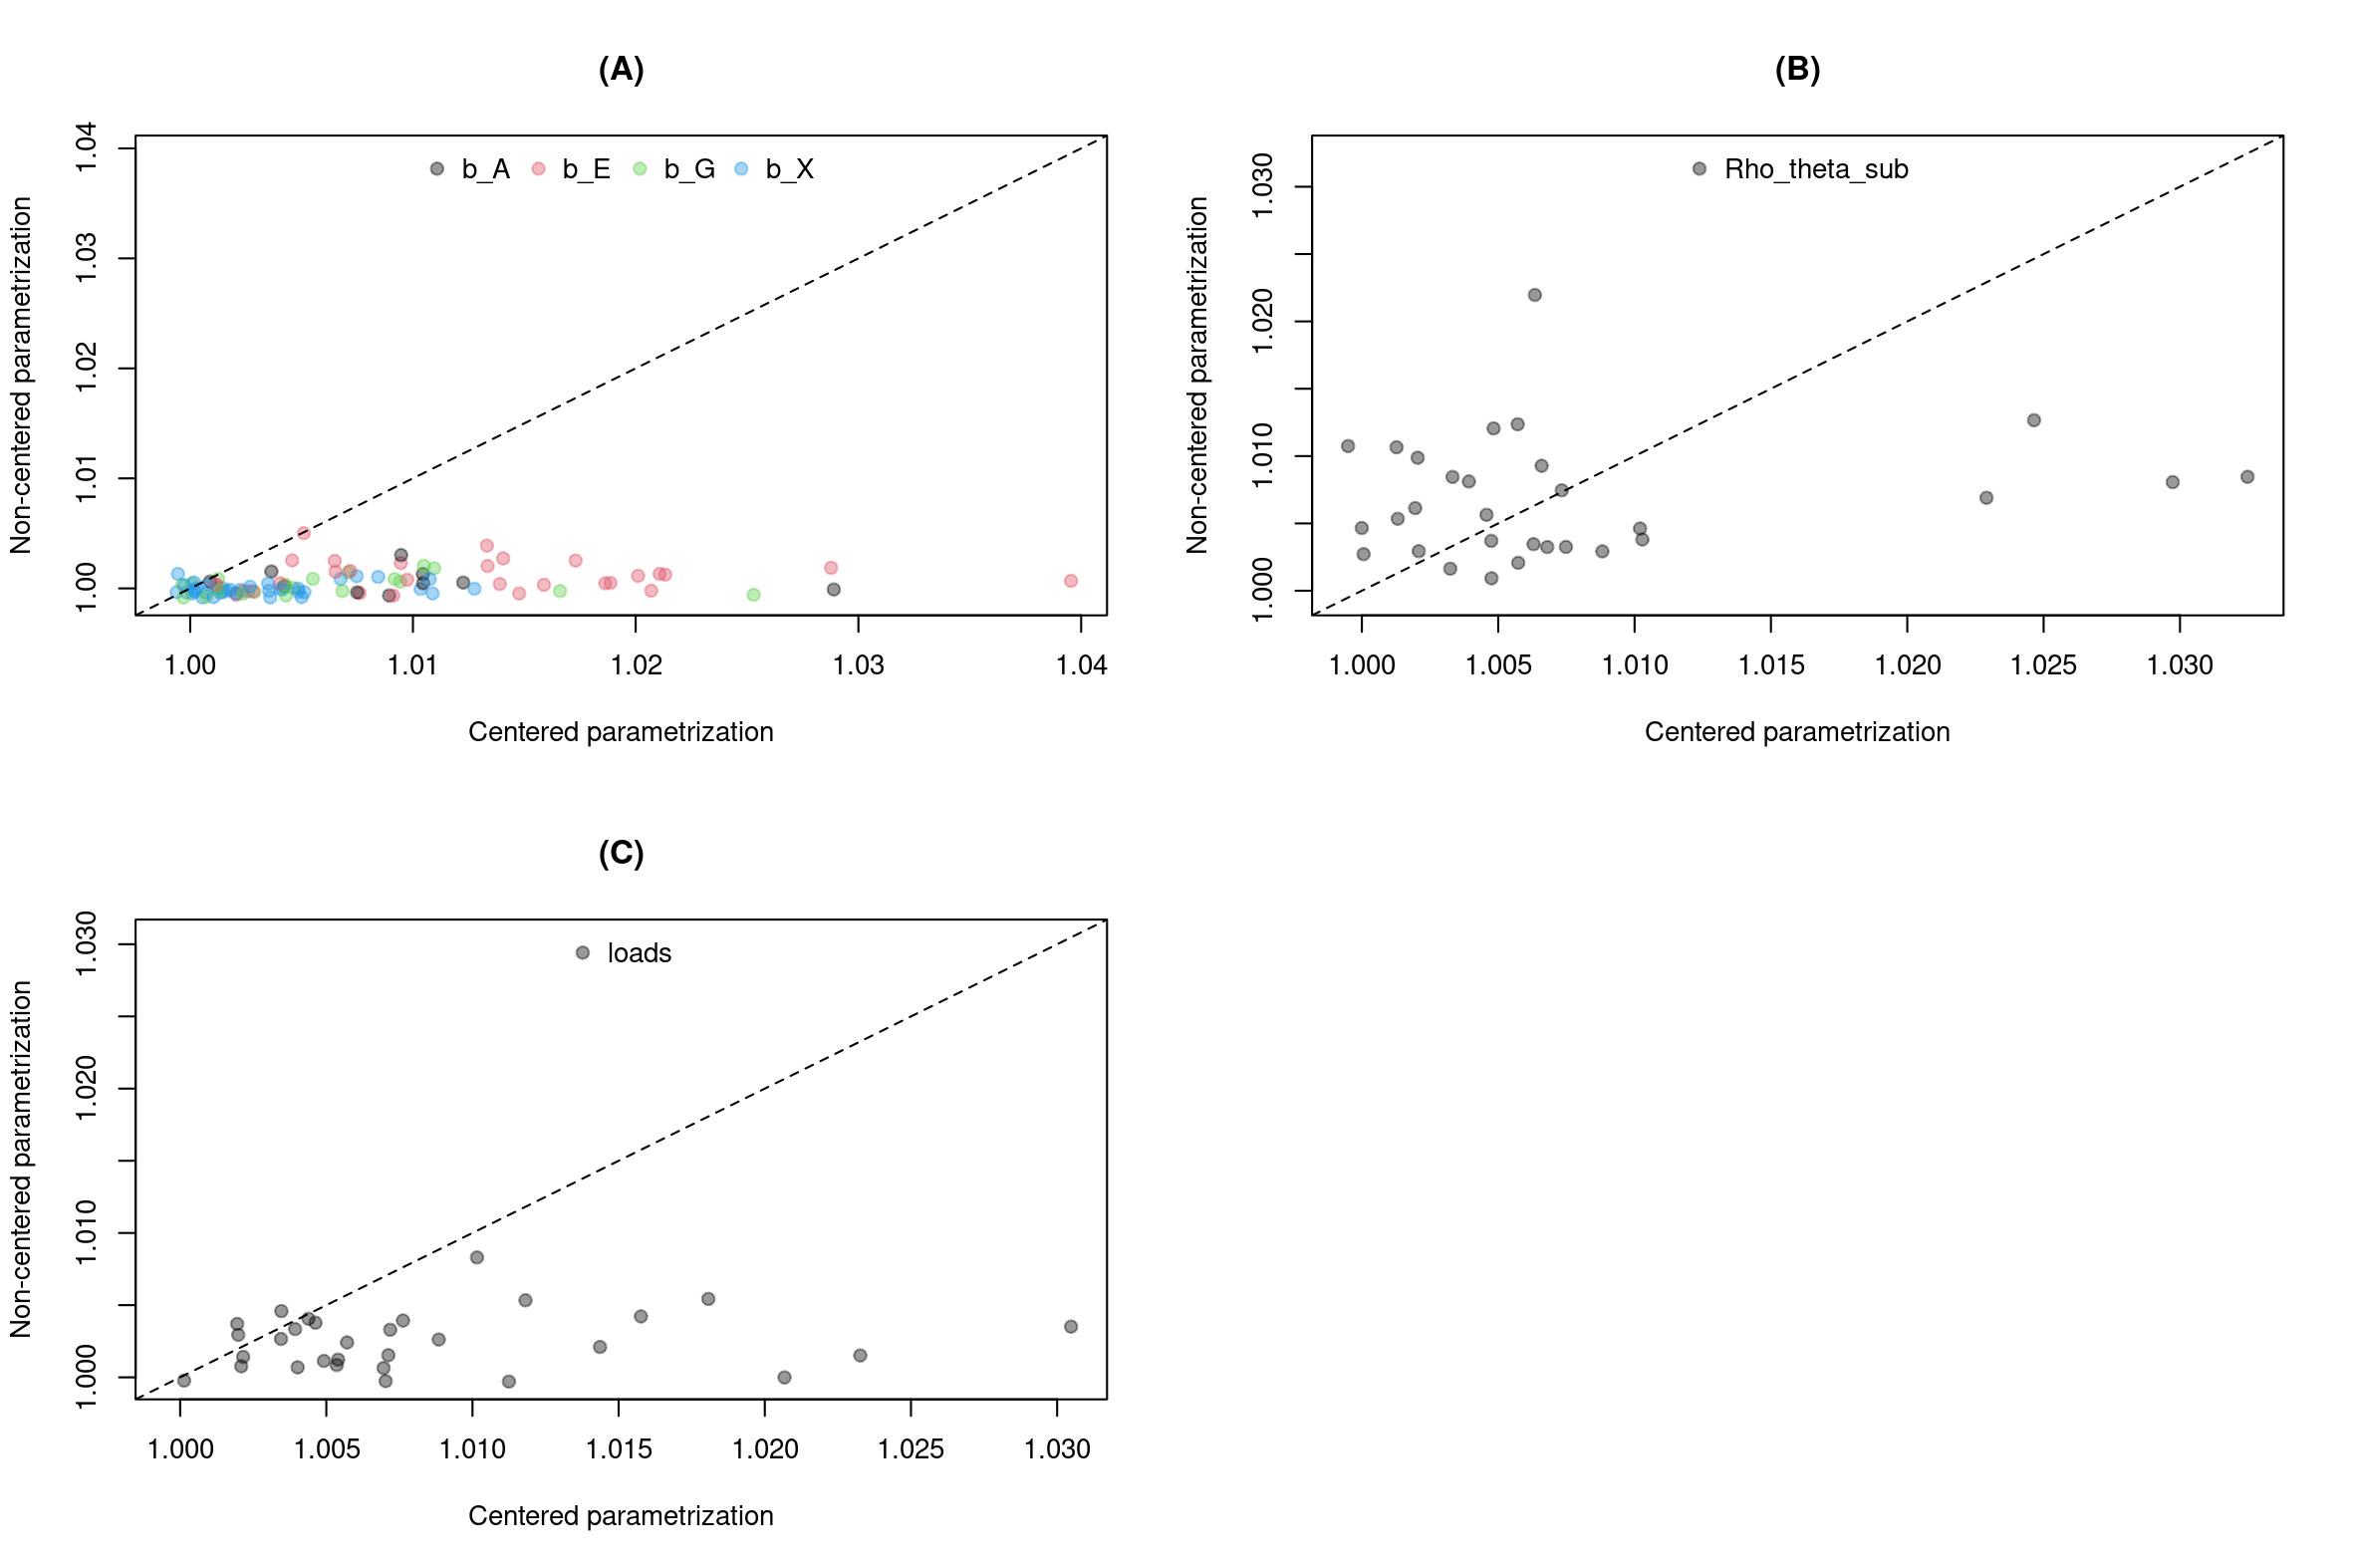 (A)
Non-centered parametrization
1.04
1.03
1.02
1.01
1.00
b_A b_E b_G b_X
1.00 1.01 1.02 1.03 1.04
Centered parametrization
(B)
Non-centered parametrization
1.030
1.020
1.010
1.000
Rho_theta_sub
1.000 1.005 1.010 1.015 1.020 1.025 1.030
Centered parametrization
(C)
Non-centered parametrization
1.030
1.020
1.010
1.000
loads
1.000 1.005 1.010 1.015 1.020 1.025 1.030
Centered parametrization